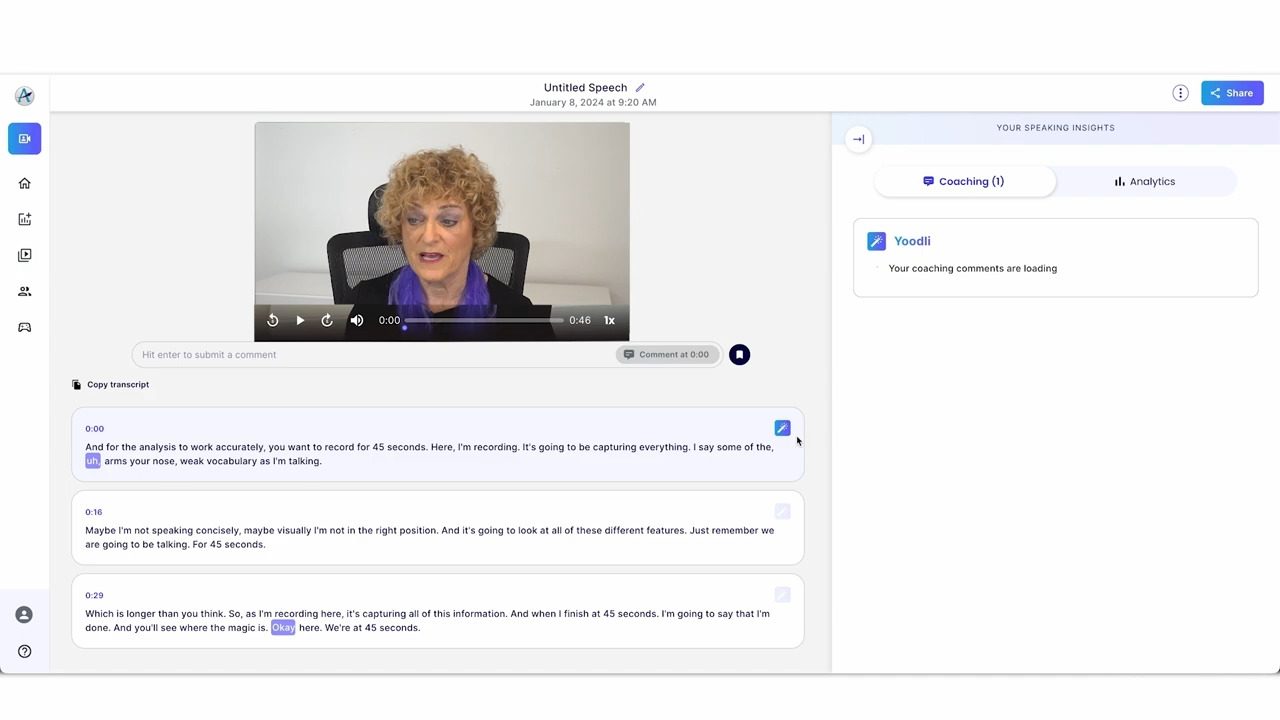 Untitled Speech
January 8, 2024 at 9:20 AM
Share
0:00
0:46
1x
Hit enter to submit a comment
Comment at 0:00
Copy transcript
0:00
And for the analysis to work accurately, you want to record for 45 seconds. Here, I'm recording. It's going to be capturing everything. I say some of the,
uh, arms your nose, weak vocabulary as I'm talking.
0:16
Maybe I'm not speaking concisely, maybe visually I'm not in the right position. And it's going to look at all of these different features. Just remember we
are going to be talking. For 45 seconds.
0:29
Which is longer than you think. So, as I'm recording here, it's capturing all of this information. And when I finish at 45 seconds. I'm going to say that I'm
done. And you'll see where the magic is. Okay here. We're at 45 seconds.
YOUR SPEAKING INSIGHTS
Coaching (1)
Analytics
Yoodli
Your coaching comments are loading